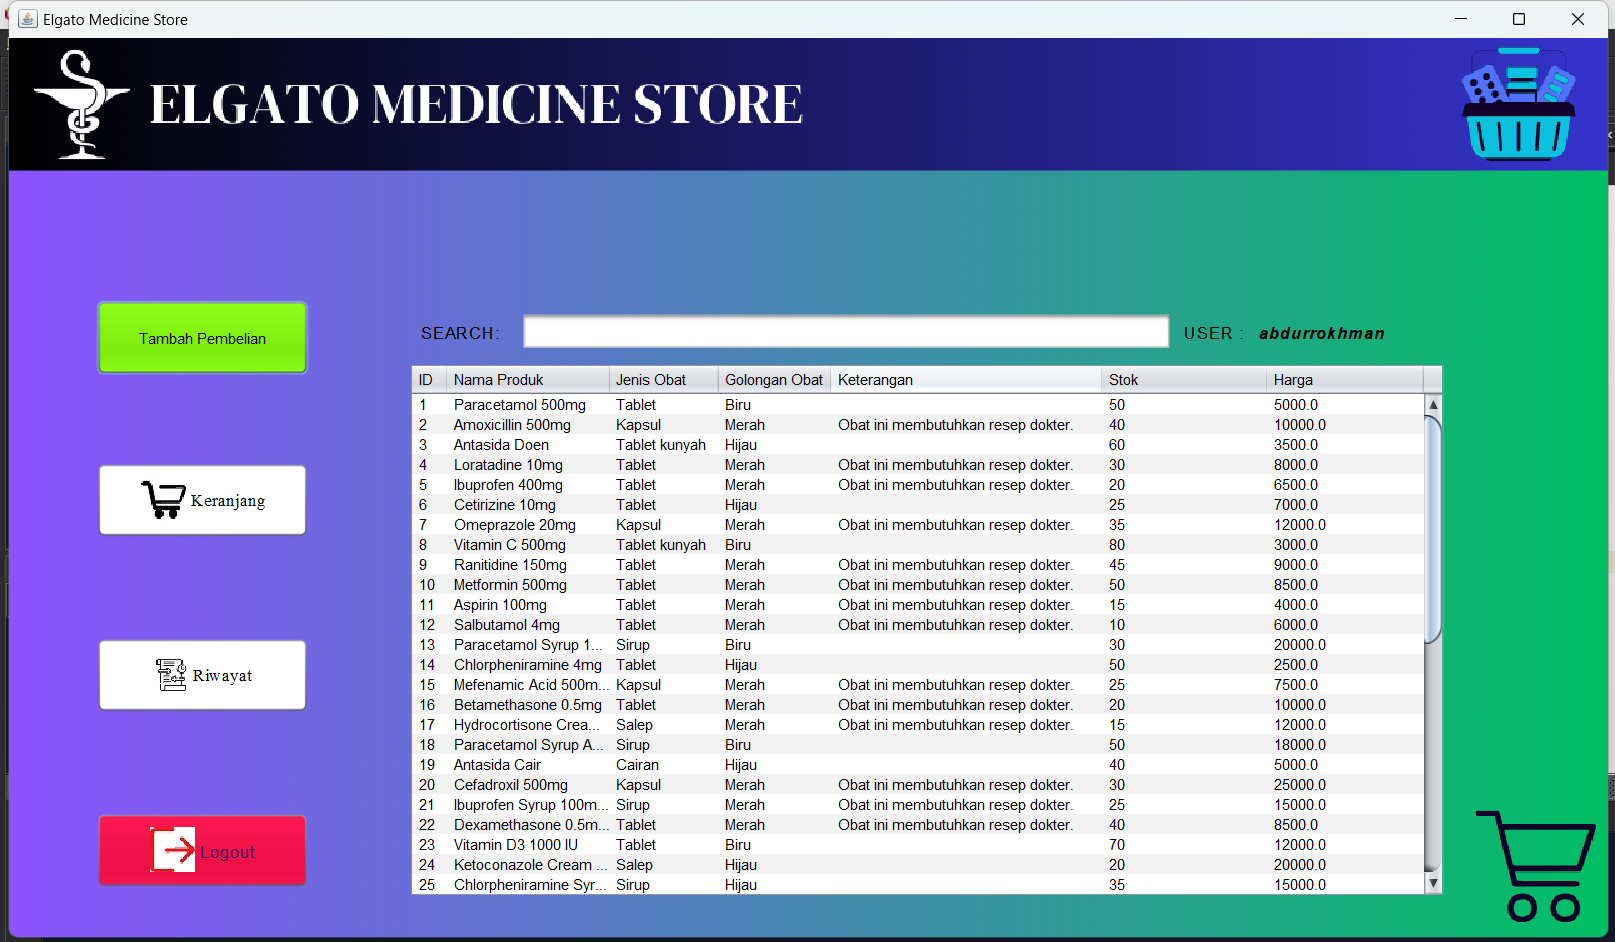 Elgato Medicine Store
ELGATO MEDICINE STORE
Tambah Pembelian
Keranjang
Riwayat
Logout
SEARCH:
USER : abdurrokhman
ID Nama Produk Jenis Obat Golongan Obat Keterangan Stok Harga
1 Paracetamol 500mg Tablet Biru 50 5000.0
2 Amoxicillin 500mg Kapsul Merah Obat ini membutuhkan resep dokter. 40 10000.0
3 Antasida Doen Tablet kunyah Hijau 60 3500.0
4 Loratadine 10mg Tablet Merah Obat ini membutuhkan resep dokter. 30 8000.0
5 Ibuprofen 400mg Tablet Merah Obat ini membutuhkan resep dokter. 20 6500.0
6 Cetirizine 10mg Tablet Hijau 25 7000.0
7 Omeprazole 20mg Kapsul Merah Obat ini membutuhkan resep dokter. 35 12000.0
8 Vitamin C 500mg Tablet kunyah Biru 80 3000.0
9 Ranitidine 150mg Tablet Merah Obat ini membutuhkan resep dokter. 45 9000.0
10 Metformin 500mg Tablet Merah Obat ini membutuhkan resep dokter. 50 8500.0
11 Aspirin 100mg Tablet Merah Obat ini membutuhkan resep dokter. 15 4000.0
12 Salbutamol 4mg Tablet Merah Obat ini membutuhkan resep dokter. 10 6000.0
13 Paracetamol Syrup 1... Sirup Biru 30 20000.0
14 Chlorpheniramine 4mg Tablet Hijau 50 2500.0
15 Mefenamic Acid 500m... Kapsul Merah Obat ini membutuhkan resep dokter. 25 7500.0
16 Betamethasone 0.5mg Tablet Merah Obat ini membutuhkan resep dokter. 20 10000.0
17 Hydrocortisone Crea... Salep Merah Obat ini membutuhkan resep dokter. 15 12000.0
18 Paracetamol Syrup A... Sirup Biru 50 18000.0
19 Antasida Cair Cairan Hijau 40 5000.0
20 Cefadroxil 500mg Kapsul Merah Obat ini membutuhkan resep dokter. 30 25000.0
21 Ibuprofen Syrup 100m... Sirup Merah Obat ini membutuhkan resep dokter. 25 15000.0
22 Dexamethasone 0.5m... Tablet Merah Obat ini membutuhkan resep dokter. 40 8500.0
23 Vitamin D3 1000 IU Tablet Biru 70 12000.0
24 Ketoconazole Cream ... Salep Hijau 20 20000.0
25 Chlorpheniramine Syr... Sirup Hijau 35 15000.0